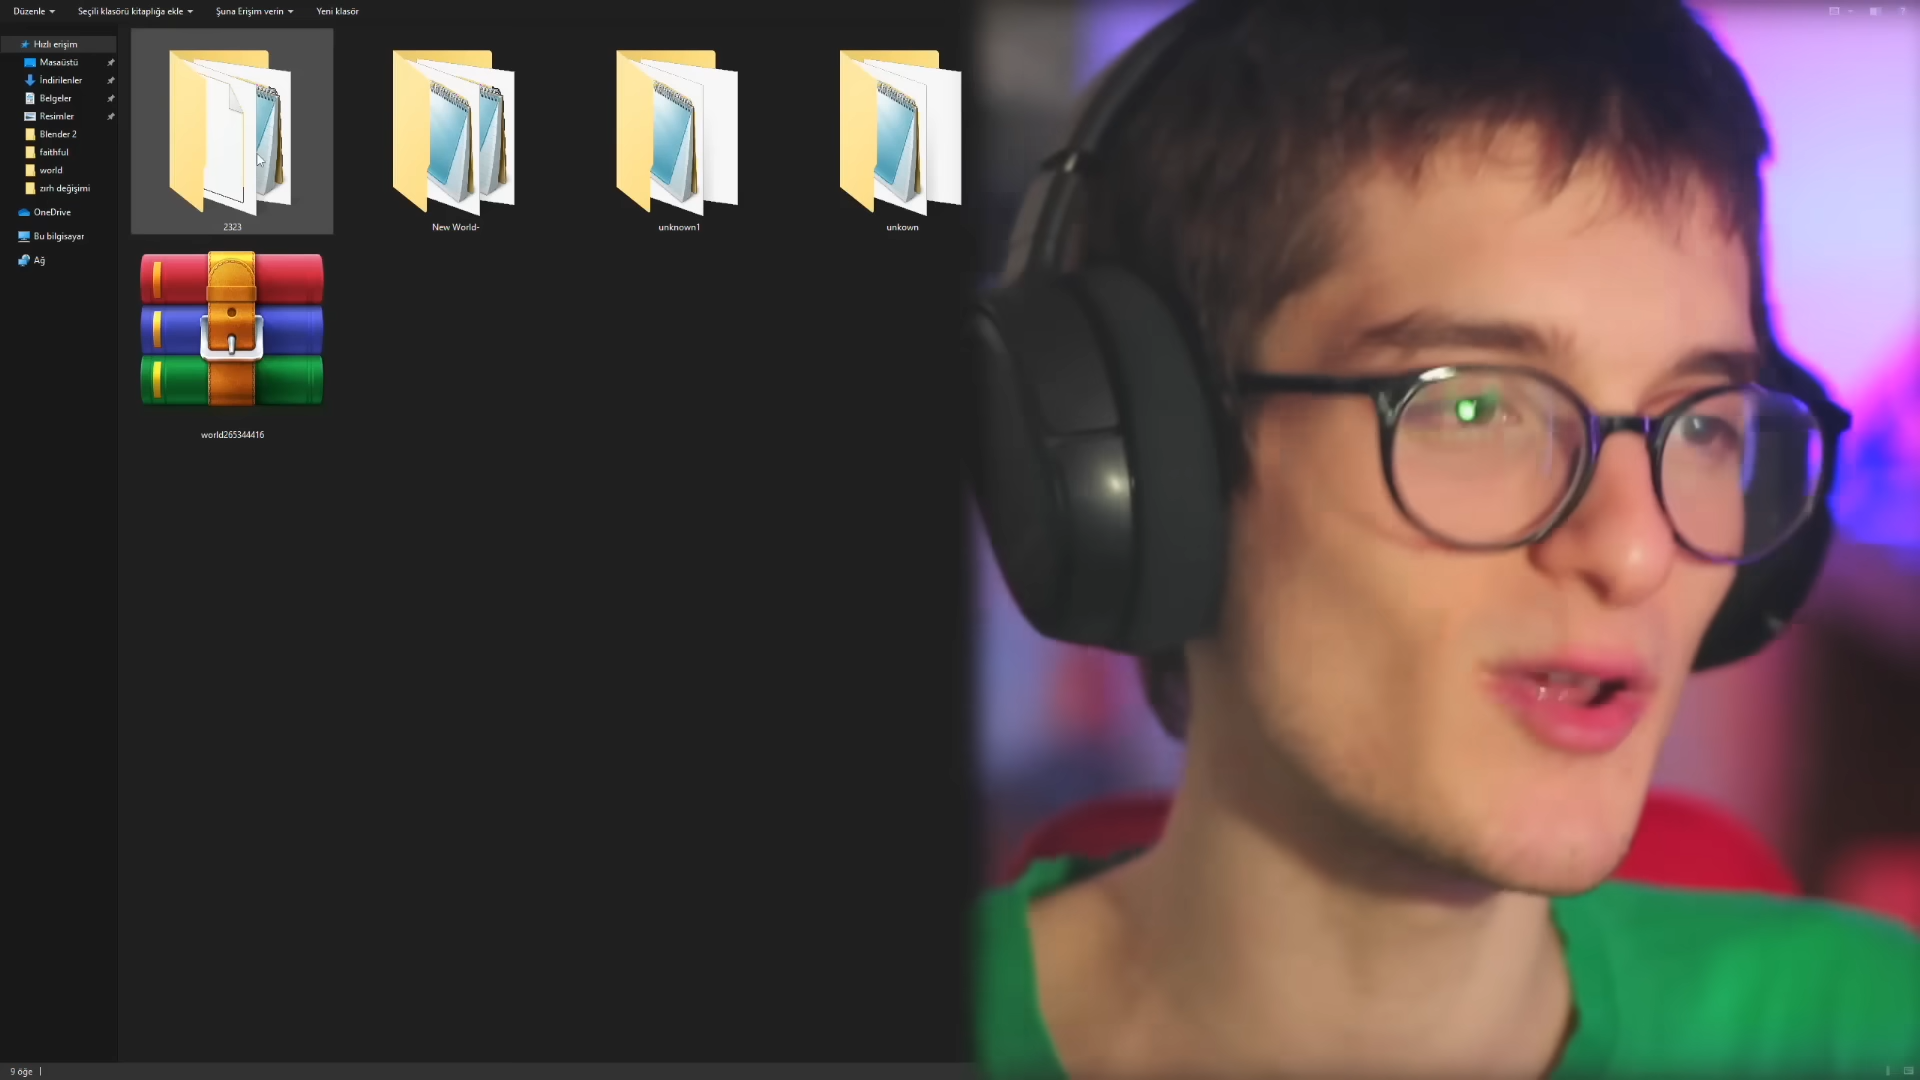 Düzenle Seçili klasörü kitaplığa ekle Şuna Erişim verin Yeni klasör
Hızlı erişim
Masaüstü
İndirilenler
Belgeler
Resimler
Blender 2
faithful
world
zırh değişimi
OneDrive
Bu bilgisayar
Ağ
2323 New World- unknown1 unkown
world265344416
9 öğe